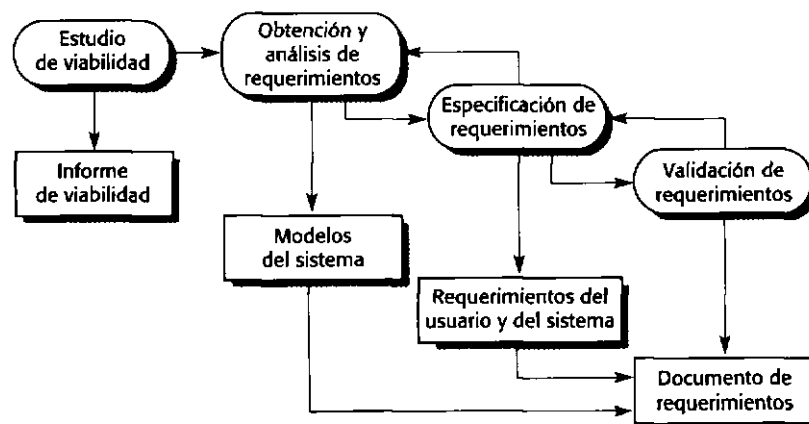 Estudio
de viabilidad
Obtención y
análisis de
requerimientos
Especificación de
requerimientos
Informe
de viabilidad
Validación de
requerimientos
Modelos
del sistema
Requerimientos del
usuario y del sistema
Documento de
requerimientos